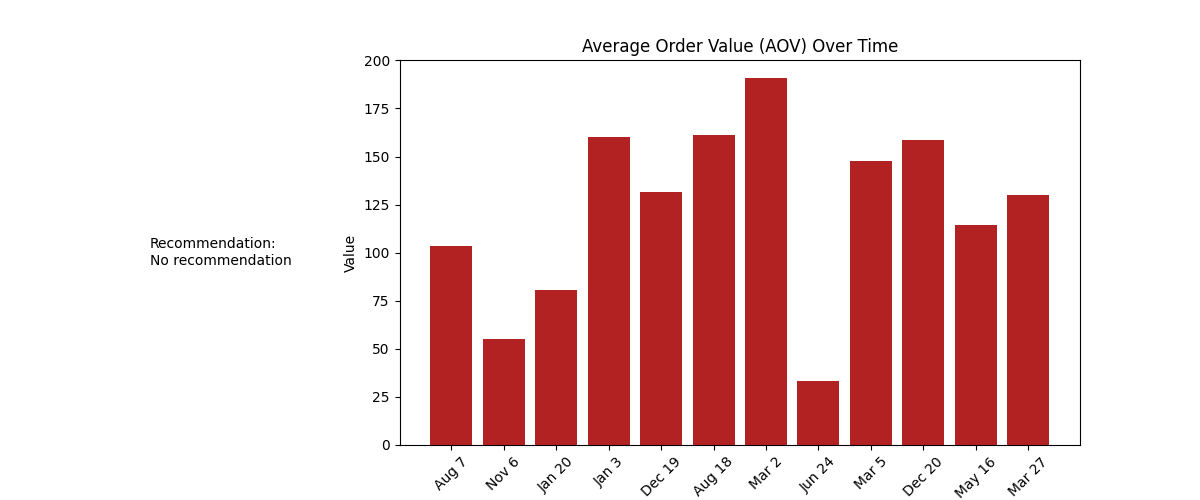 Average Order Value (AOV) Over Time
200
175
150
125
100
75
50
25
0
Value
Recommendation:
No recommendation
Aug 7
Nov 6
Jan 20
Jan 3
Dec 19
Aug 18
Mar 2
Jun 24
Mar 5
Dec 20
May 16
Mar 27